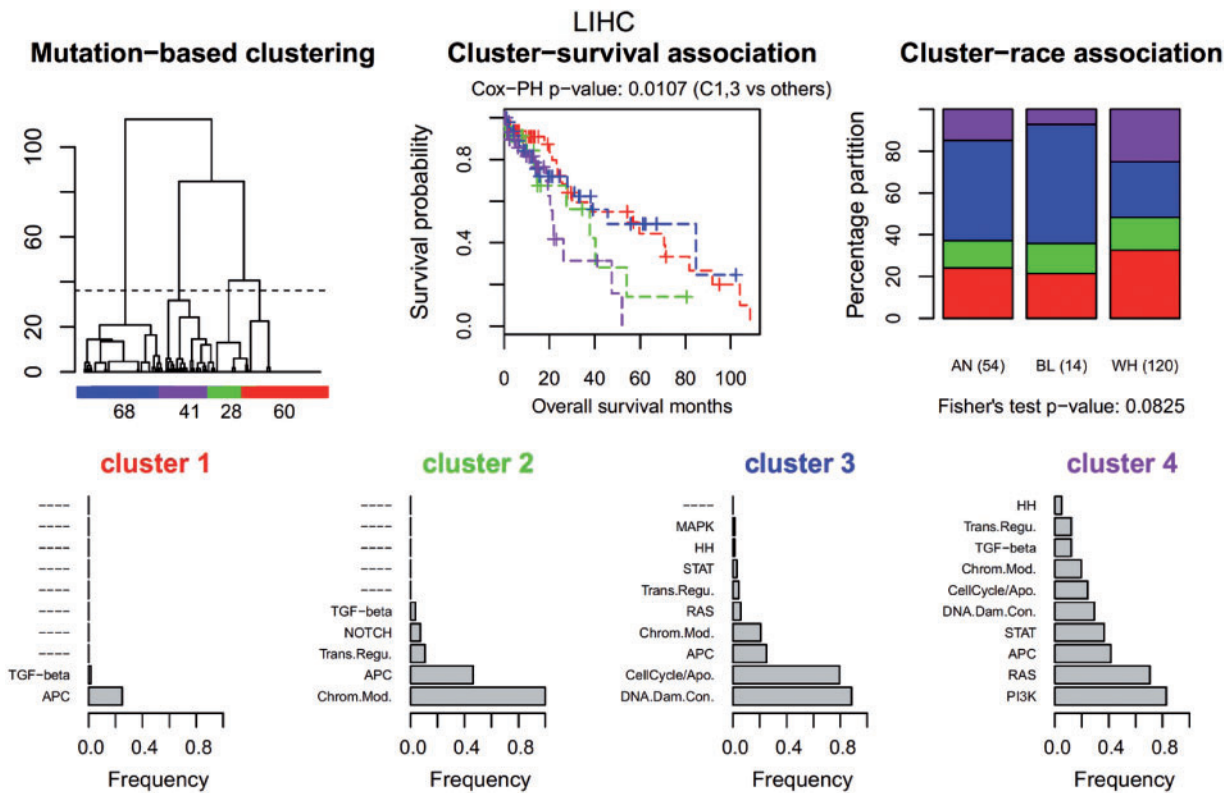 LIHC
Mutation−based clustering
Cluster−survival association
Cluster−race association
Cox−PH p−value: 0.0107 (C1,3 vs others)
100
60
20
0
68
41
28
60
Survival probability
0.8
0.4
0.0
0 20 40 60 80 100
Overall survival months
Percentage partition
80
60
40
20
0
AN (54)
BL (14)
WH (120)
Fisher's test p−value: 0.0825
cluster 1
----
----
----
----
----
----
----
----
TGF−beta
APC
0.0 0.4 0.8
Frequency
cluster 2
----
----
----
----
----
TGF−beta
NOTCH
Trans.Regu.
APC
Chrom.Mod.
0.0 0.4 0.8
Frequency
cluster 3
----
MAPK
HH
STAT
Trans.Regu.
RAS
Chrom.Mod.
APC
CellCycle/Apo.
DNA.Dam.Con.
0.0 0.4 0.8
Frequency
cluster 4
HH
Trans.Regu.
TGF−beta
Chrom.Mod.
CellCycle/Apo.
DNA.Dam.Con.
STAT
APC
RAS
PI3K
0.0 0.4 0.8
Frequency